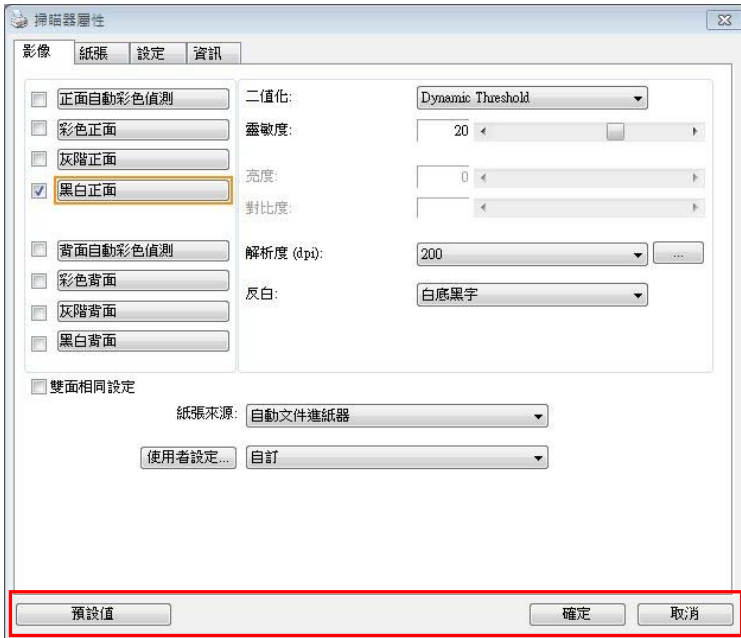 掃瞄器屬性
影像 紙張 設定 資訊
正面自動彩色偵測 二值化: Dynamic Threshold
彩色正面 靈敏度: 20
灰階正面
黑白正面 亮度: 0
對比度:
背面自動彩色偵測 解析度 (dpi): 200 ...
彩色背面 反白: 白底黑字
灰階背面
黑白背面
雙面相同設定
紙張來源: 自動文件進紙器
使用者設定... 自訂
預設值 確定 取消